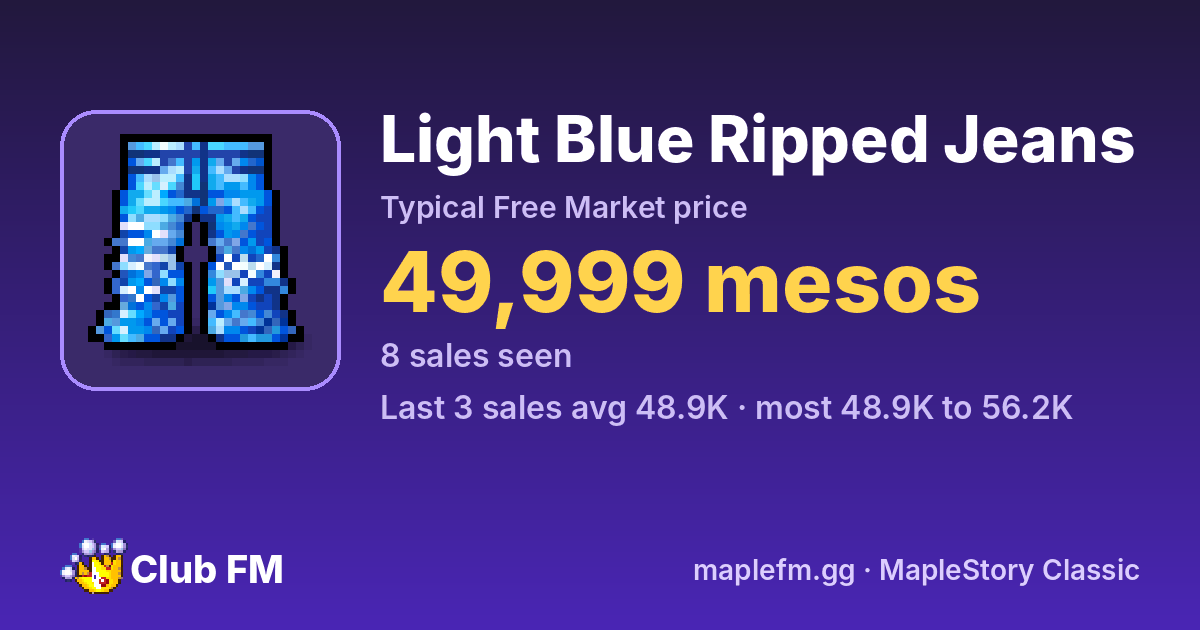 Light Blue Ripped Jeans
Typical Free Market price
49,999 mesos
8 sales seen
Last 3 sales avg 48.9K · most 48.9K to 56.2K
Club FM
maplefm.gg · MapleStory Classic